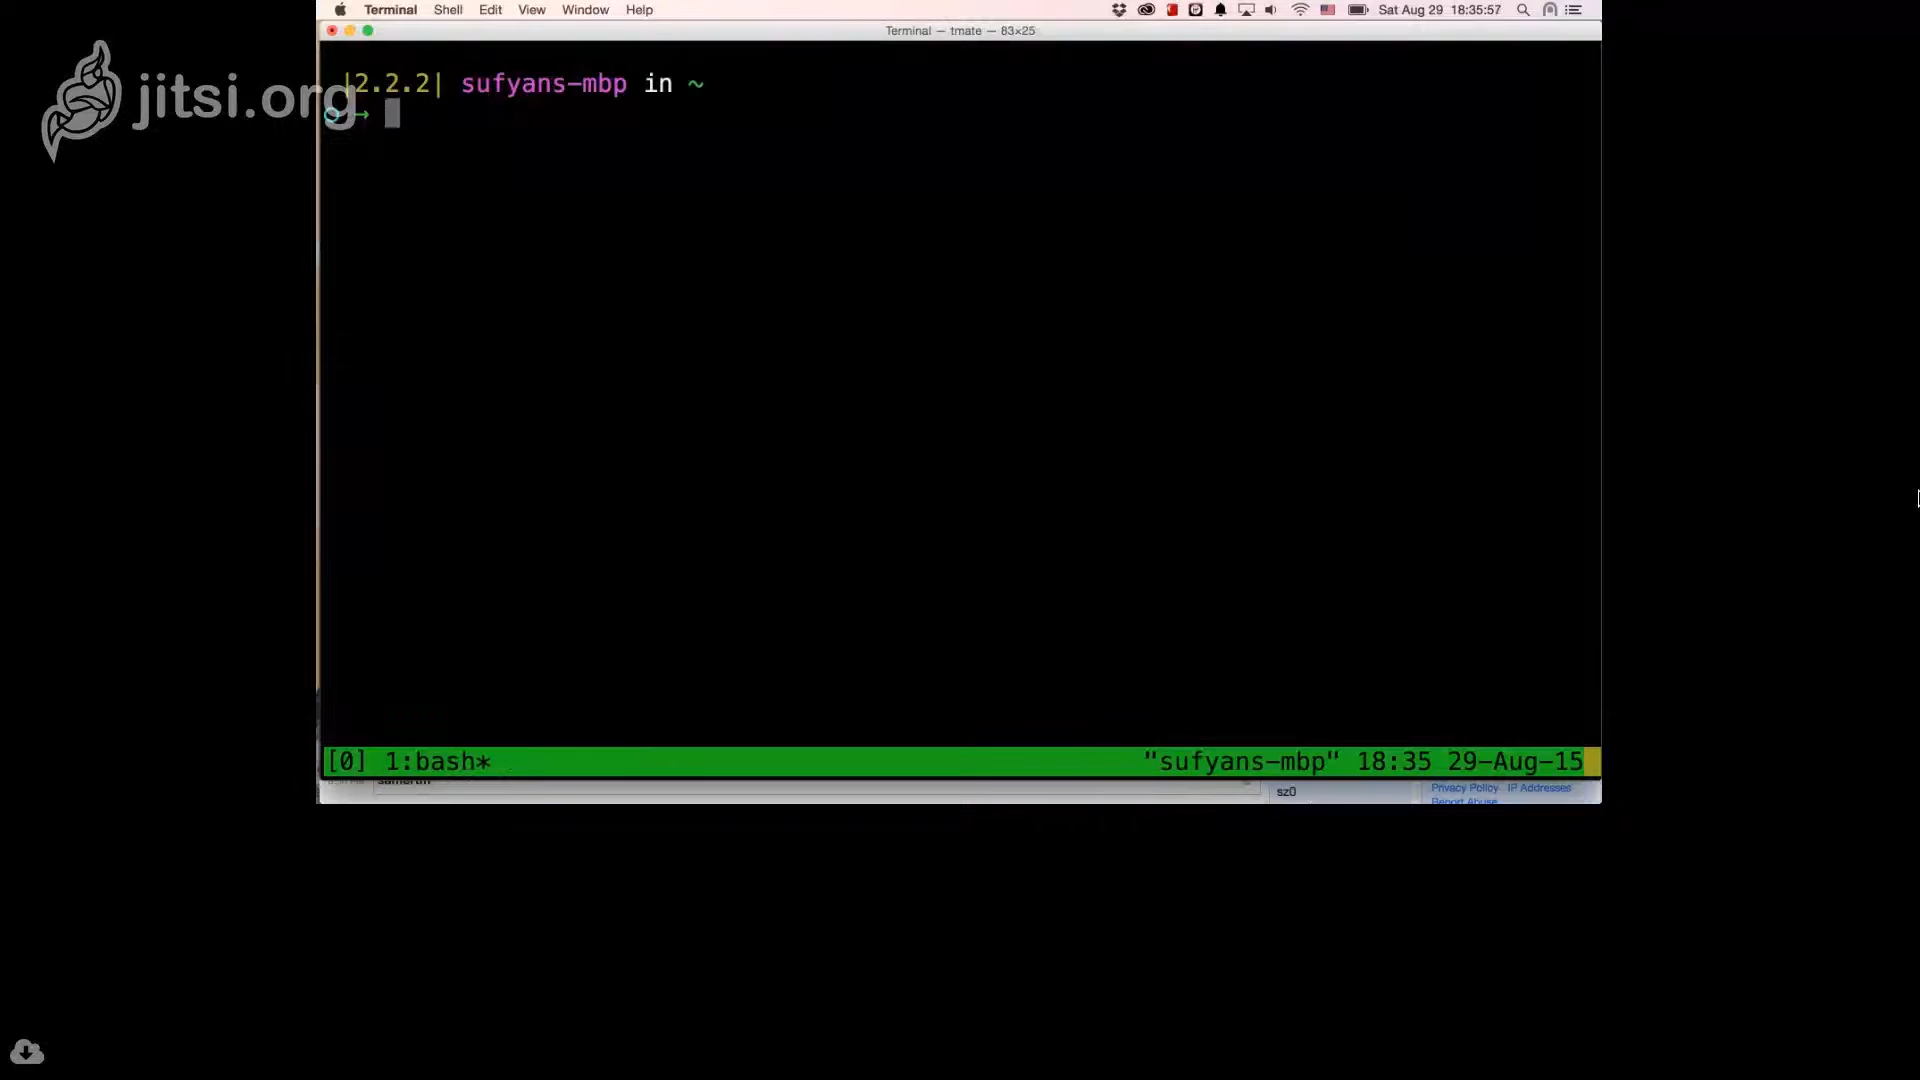 Terminal Shell Edit View Window Help Sat Aug 29 18:35:57
Terminal — tmate — 83×25
jitsi.org
|2.2.2| sufyans-mbp in ~
○ →
[0] 1:bash* "sufyans-mbp" 18:35 29-Aug-15
sz0
Privacy Policy IP Addresses
Report Abuse